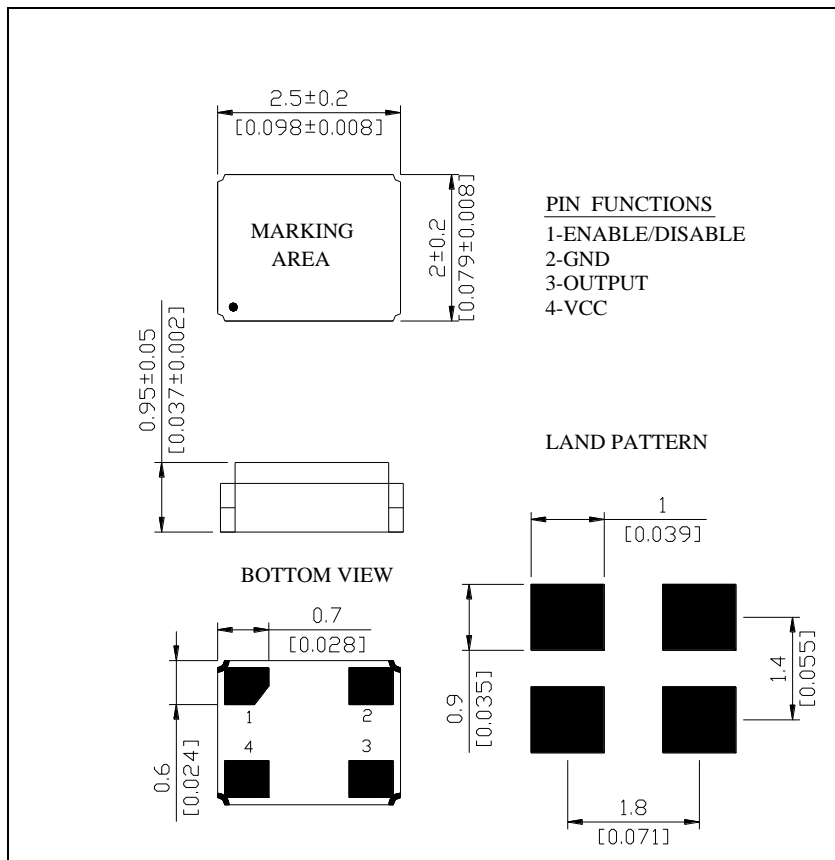 2.5±0.2
[0.098±0.008]
MARKING
AREA
2±0.2
[0.079±0.008]
PIN FUNCTIONS
1-ENABLE/DISABLE
2-GND
3-OUTPUT
4-VCC
0.95±0.05
[0.037±0.002]
LAND PATTERN
1
[0.039]
BOTTOM VIEW
0.7
[0.028]
1
2
4
3
0.6
[0.024]
0.9
[0.035]
1.4
[0.055]
1.8
[0.071]